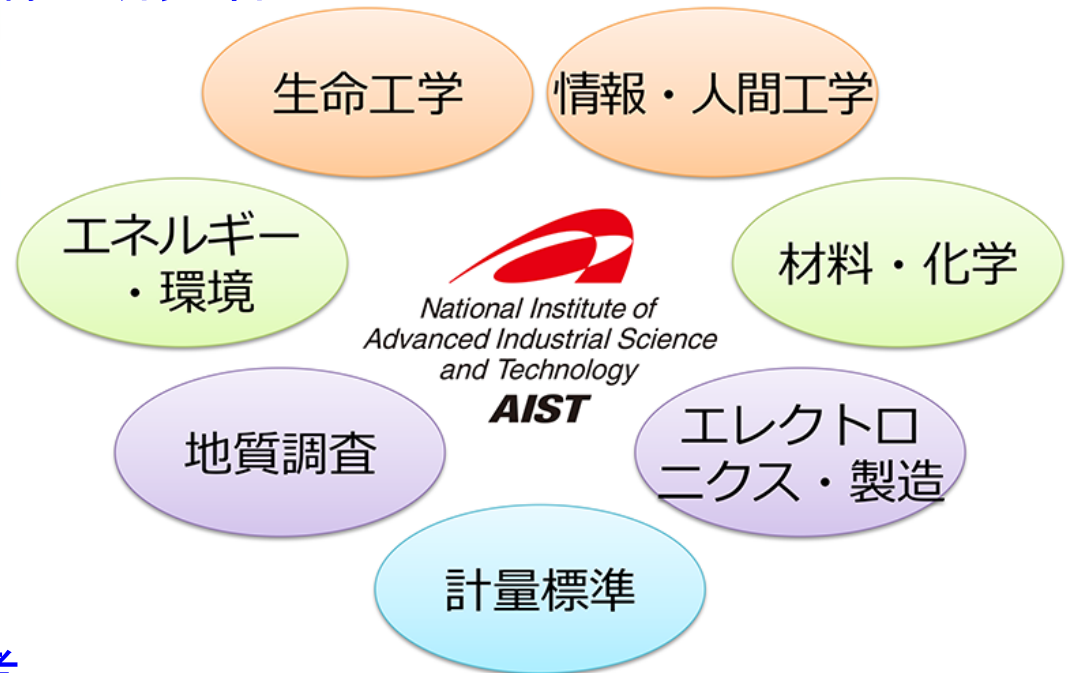 生命工学
情報・人間工学
エネルギー
・環境
材料・化学
National Institute of
Advanced Industrial Science
and Technology
AIST
地質調査
エレクトロ
ニクス・製造
計量標準